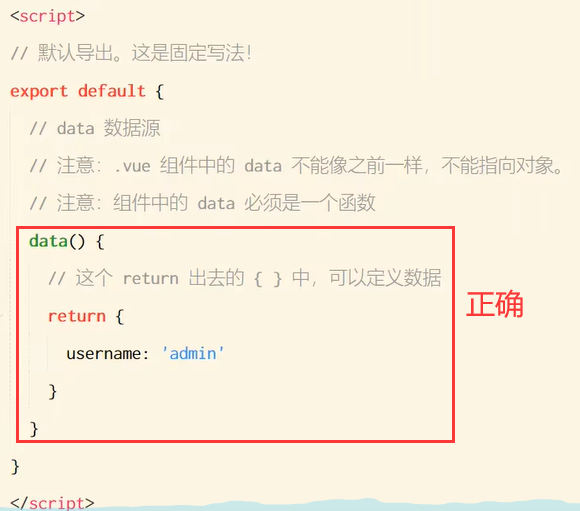 <script>
// 默认导出。这是固定写法!
export default {
// data 数据源
// 注意: .vue 组件中的 data 不能像之前一样, 不能指向对象。
// 注意: 组件中的 data 必须是一个函数
data() {
// 这个 return 出去的 { } 中, 可以定义数据
return {
正确
username: 'admin'
}
}
}
</script>